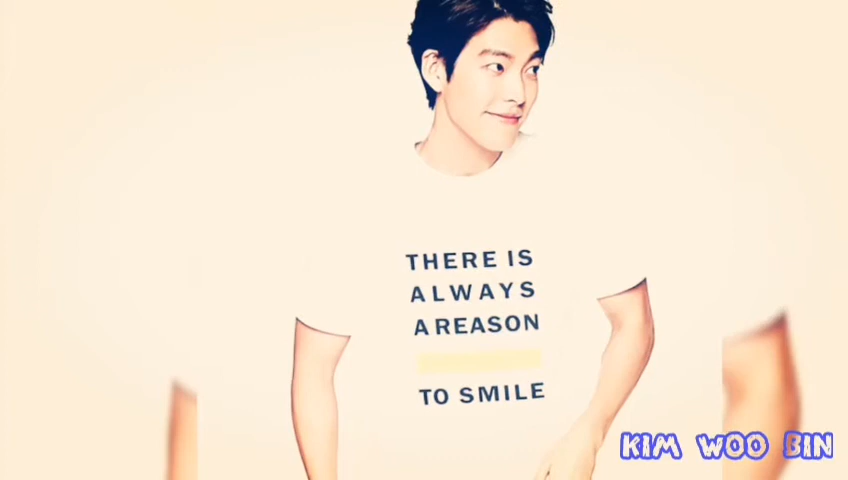 THERE IS
ALWAYS
A REASON
TO SMILE
KIM WOO BIN